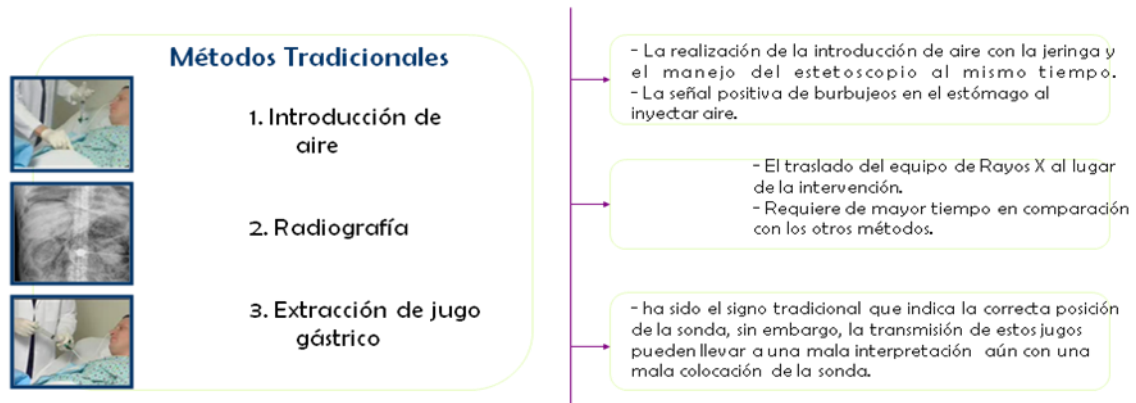 Métodos Tradicionales
1. Introducción de
aire
2. Radiografía
3. Extracción de jugo
gástrico
- La realización de la introducción de aire con la jeringa y
el manejo del estetoscopio al mismo tiempo.
- La señal positiva de burbujeos en el estómago al
inyectar aire.
- El traslado del equipo de Rayos X al lugar
de la intervención.
- Requiere de mayor tiempo en comparación
con los otros métodos.
- ha sido el signo tradicional que indica la correcta posición
de la sonda, sin embargo, la transmisión de estos jugos
pueden llevar a una mala interpretación aún con una
mala colocación de la sonda.